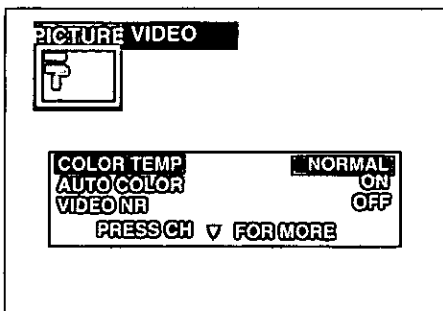 PICTURE VIDEO
COLOR TEMP NORMAL
AUTO COLOR ON
VIDEO NR OFF
PRESS CH ▽ FOR MORE